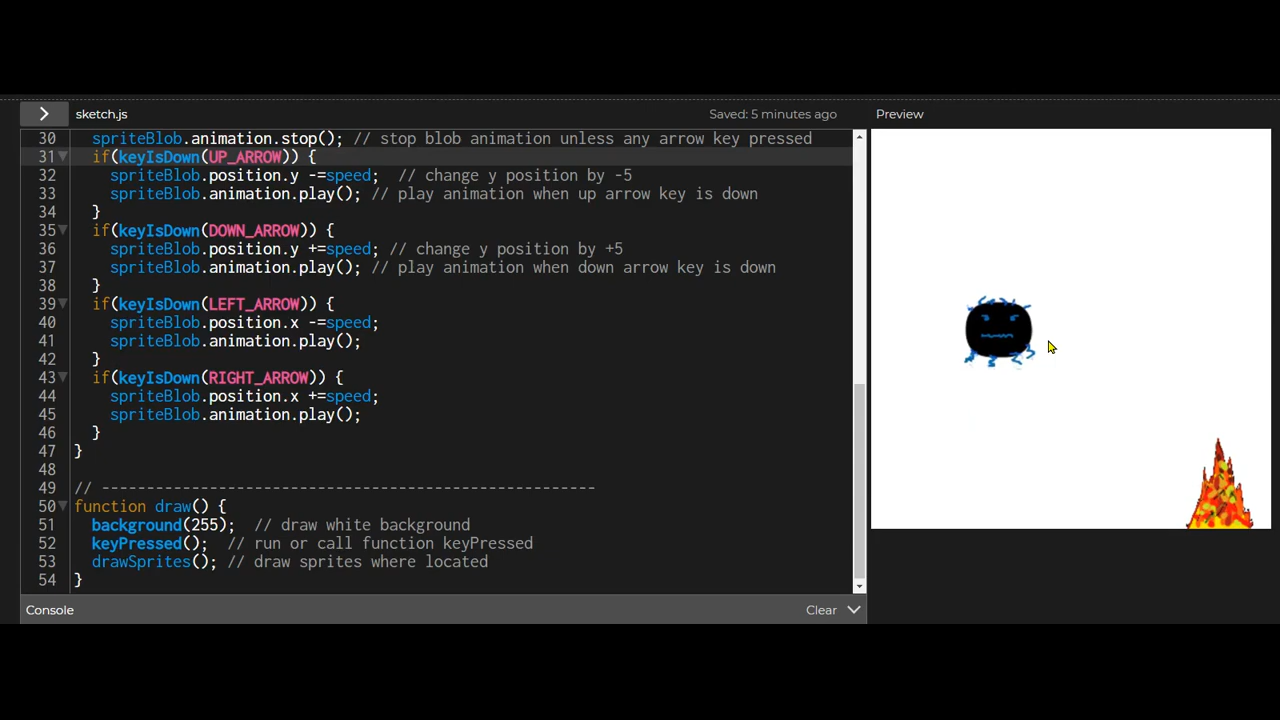 sketch.js
Saved: 5 minutes ago
Preview
30 spriteBlob.animation.stop(); // stop blob animation unless any arrow key pressed
31 if(keyIsDown(UP_ARROW)) {
32 spriteBlob.position.y -=speed; // change y position by -5
33 spriteBlob.animation.play(); // play animation when up arrow key is down
34 }
35 if(keyIsDown(DOWN_ARROW)) {
36 spriteBlob.position.y +=speed; // change y position by +5
37 spriteBlob.animation.play(); // play animation when down arrow key is down
38 }
39 if(keyIsDown(LEFT_ARROW)) {
40 spriteBlob.position.x -=speed;
41 spriteBlob.animation.play();
42 }
43 if(keyIsDown(RIGHT_ARROW)) {
44 spriteBlob.position.x +=speed;
45 spriteBlob.animation.play();
46 }
47 }
48
49 // -------------------------------------------------------
50 function draw() {
51 background(255); // draw white background
52 keyPressed(); // run or call function keyPressed
53 drawSprites(); // draw sprites where located
54 }
Console
Clear